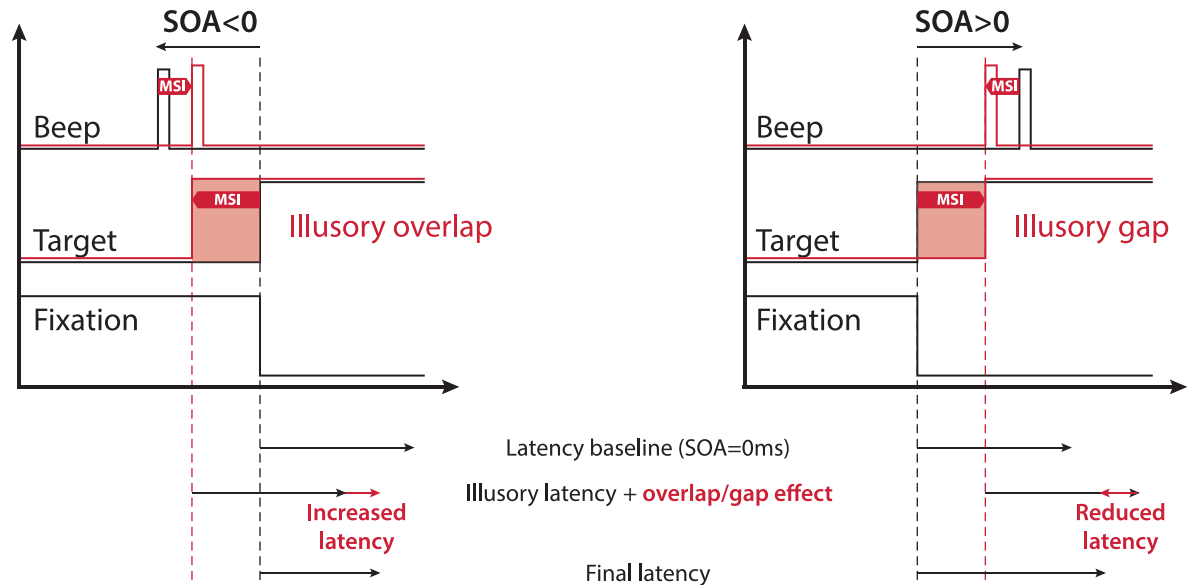 SOA<0
SOA>0
MSI
MSI
Beep
Beep
MSI
MSI
Illusory overlap
Illusory gap
Target
Target
Fixation
Fixation
Latency baseline (SOA=0ms)
Illusory latency + overlap/gap effect
Increased
latency
Reduced
latency
Final latency